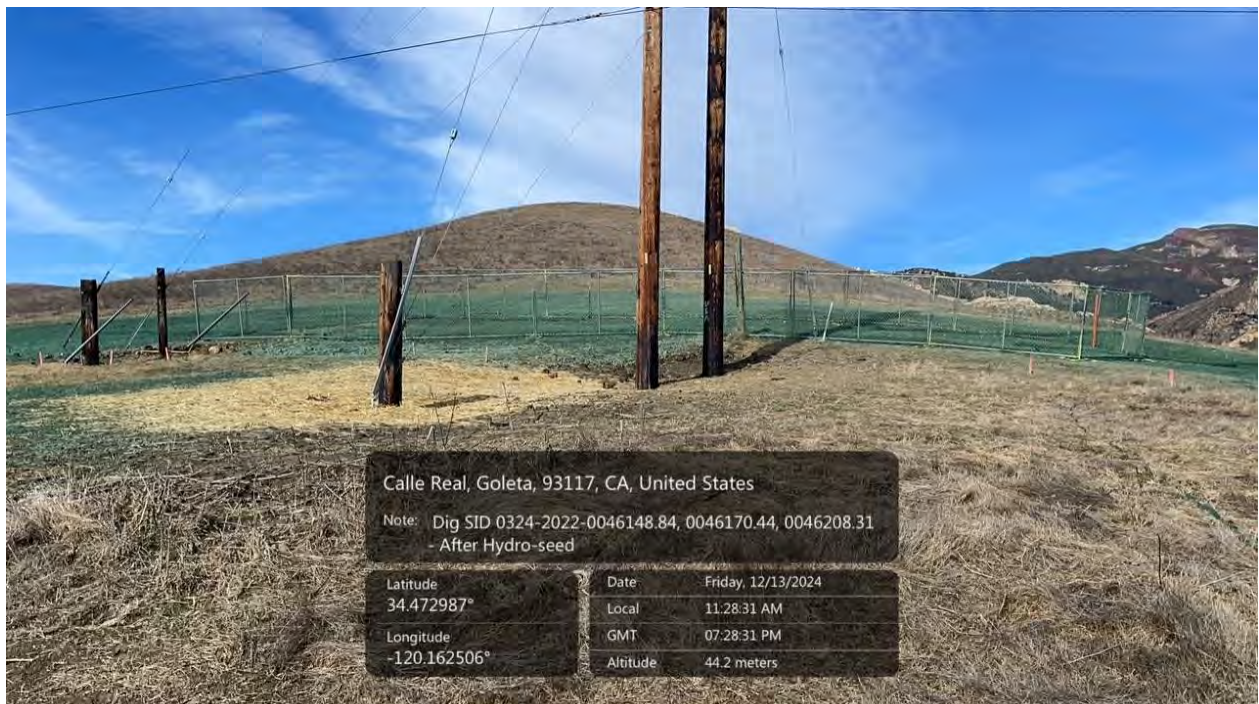 Calle Real, Goleta, 93117, CA, United States
Note: Dig SID 0324-2022-0046148.84, 0046170.44, 0046208.31
- After Hydro-seed
Latitude
34.472987°
Longitude
-120.162506°
Date Friday, 12/13/2024
Local 11:28:31 AM
GMT 07:28:31 PM
Altitude 44.2 meters